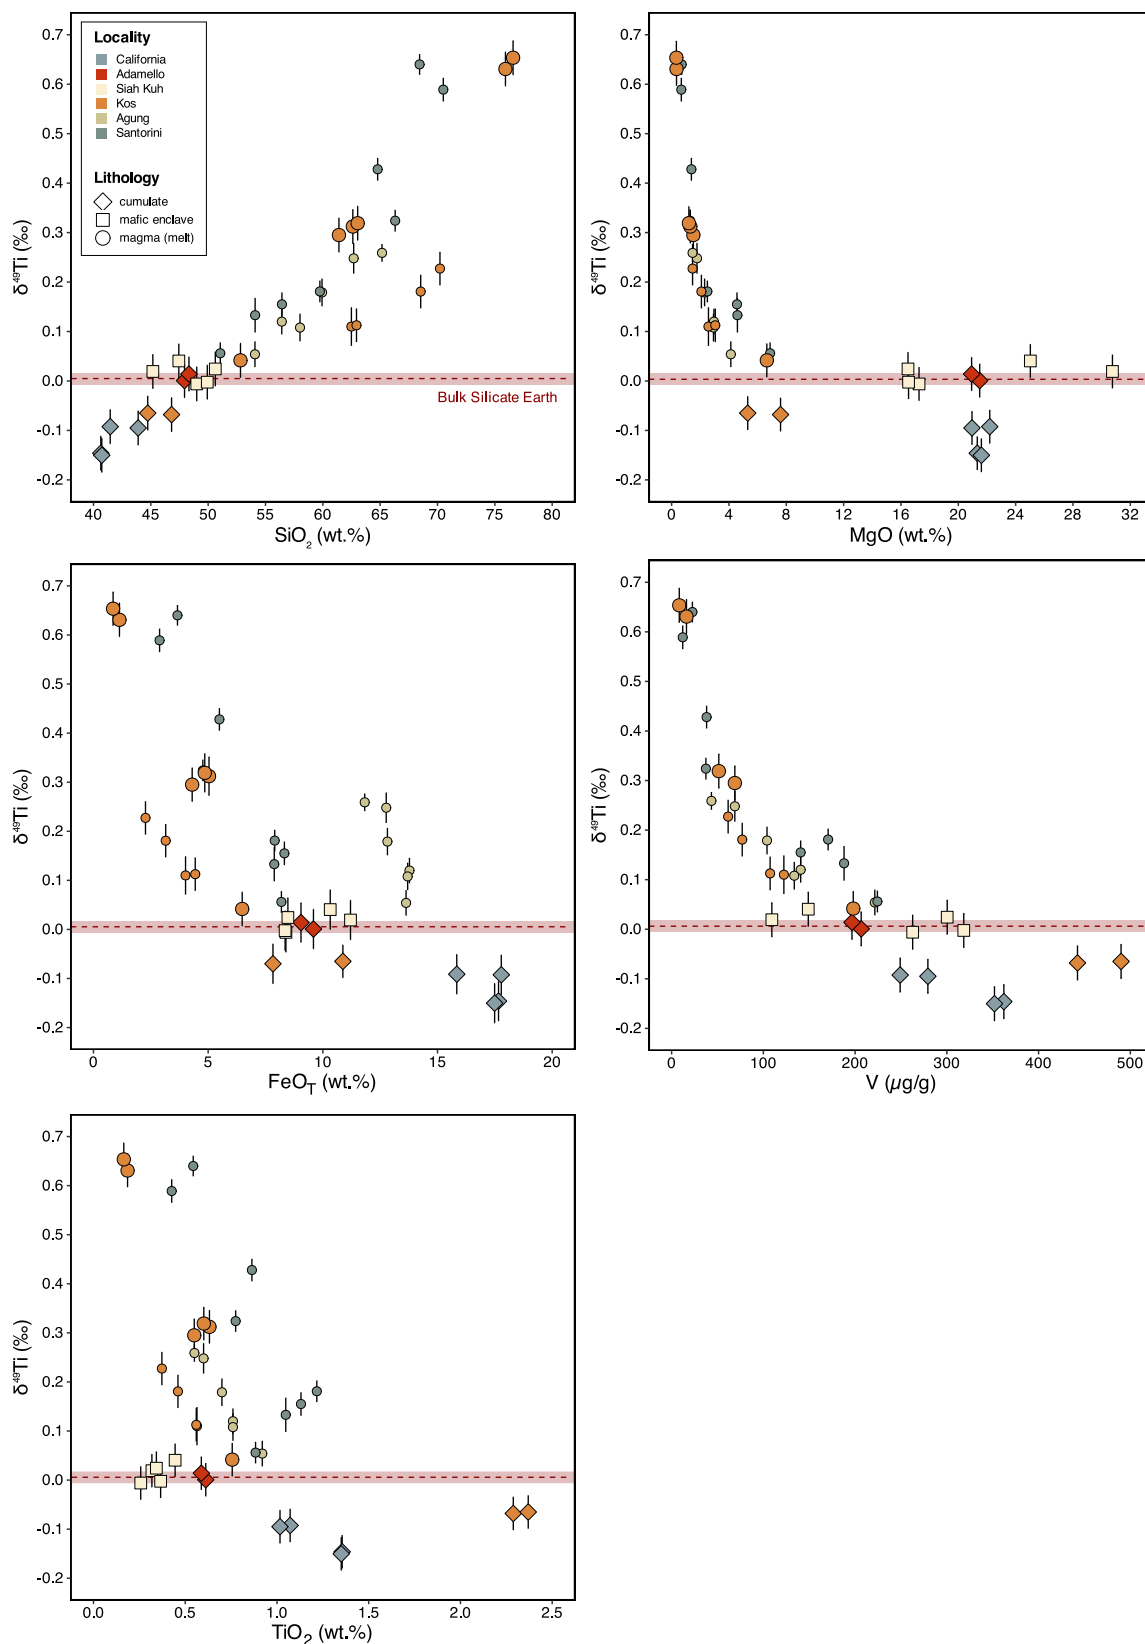 Locality
California
Adamello
Siah Kuh
Kos
Agung
Santorini
Lithology
cumulate
mafic enclave
magma (melt)
0.7
0.6
0.5
0.4
0.3
0.2
0.1
0.0
-0.1
-0.2
δ⁴⁹Ti (‰)
Bulk Silicate Earth
40 45 50 55 60 65 70 75 80
SiO₂ (wt.%)
0.7
0.6
0.5
0.4
0.3
0.2
0.1
0.0
-0.1
-0.2
δ⁴⁹Ti (‰)
0 4 8 12 16 20 24 28 32
MgO (wt.%)
0.7
0.6
0.5
0.4
0.3
0.2
0.1
0.0
-0.1
-0.2
δ⁴⁹Ti (‰)
0 5 10 15 20
FeO_T (wt.%)
0.7
0.6
0.5
0.4
0.3
0.2
0.1
0.0
-0.1
-0.2
δ⁴⁹Ti (‰)
0 100 200 300 400 500
V (µg/g)
0.7
0.6
0.5
0.4
0.3
0.2
0.1
0.0
-0.1
-0.2
δ⁴⁹Ti (‰)
0.0 0.5 1.0 1.5 2.0 2.5
TiO₂ (wt.%)